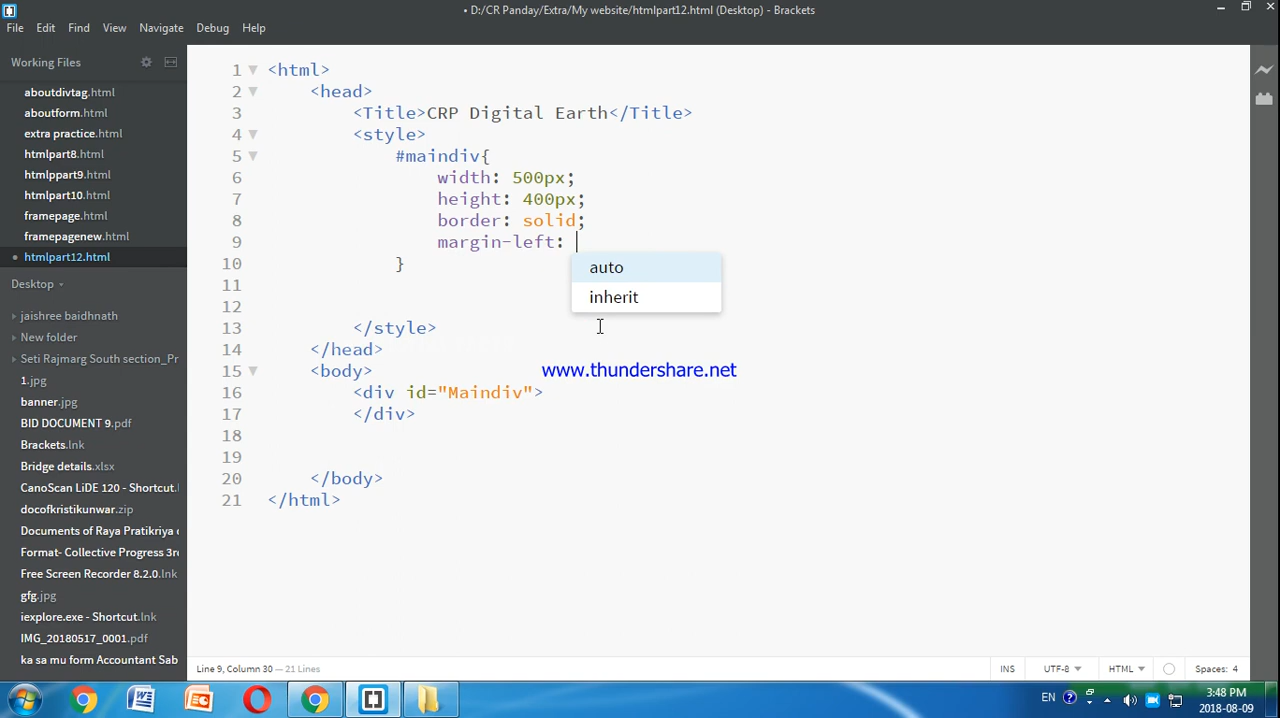 • D:/CR Panday/Extra/My website/htmlpart12.html (Desktop) - Brackets
File Edit Find View Navigate Debug Help
Working Files
aboutdivtag.html
aboutform.html
extra practice.html
htmlpart8.html
htmlppart9.html
htmlpart10.html
framepage.html
framepagenew.html
htmlpart12.html
Desktop
jaishree baidhnath
New folder
Seti Rajmarg South section_Pr
1.jpg
banner.jpg
BID DOCUMENT 9.pdf
Brackets.lnk
Bridge details.xlsx
CanoScan LiDE 120 - Shortcut.l
docofkristikunwar.zip
Documents of Raya Pratikriya
Format- Collective Progress 3r
Free Screen Recorder 8.2.0.lnk
gfg.jpg
iexplore.exe - Shortcut.lnk
IMG_20180517_0001.pdf
ka sa mu form Accountant Sab
1 <html>
2 <head>
3 <Title>CRP Digital Earth</Title>
4 <style>
5 #maindiv{
6 width: 500px;
7 height: 400px;
8 border: solid;
9 margin-left:
auto
inherit
10 }
11
12
13 </style>
14 </head>
15 <body>
www.thundershare.net
16 <div id="Maindiv">
17 </div>
18
19
20 </body>
21 </html>
Line 9, Column 30 — 21 Lines
INS UTF-8 HTML Spaces: 4
EN 3:48 PM
2018-08-09